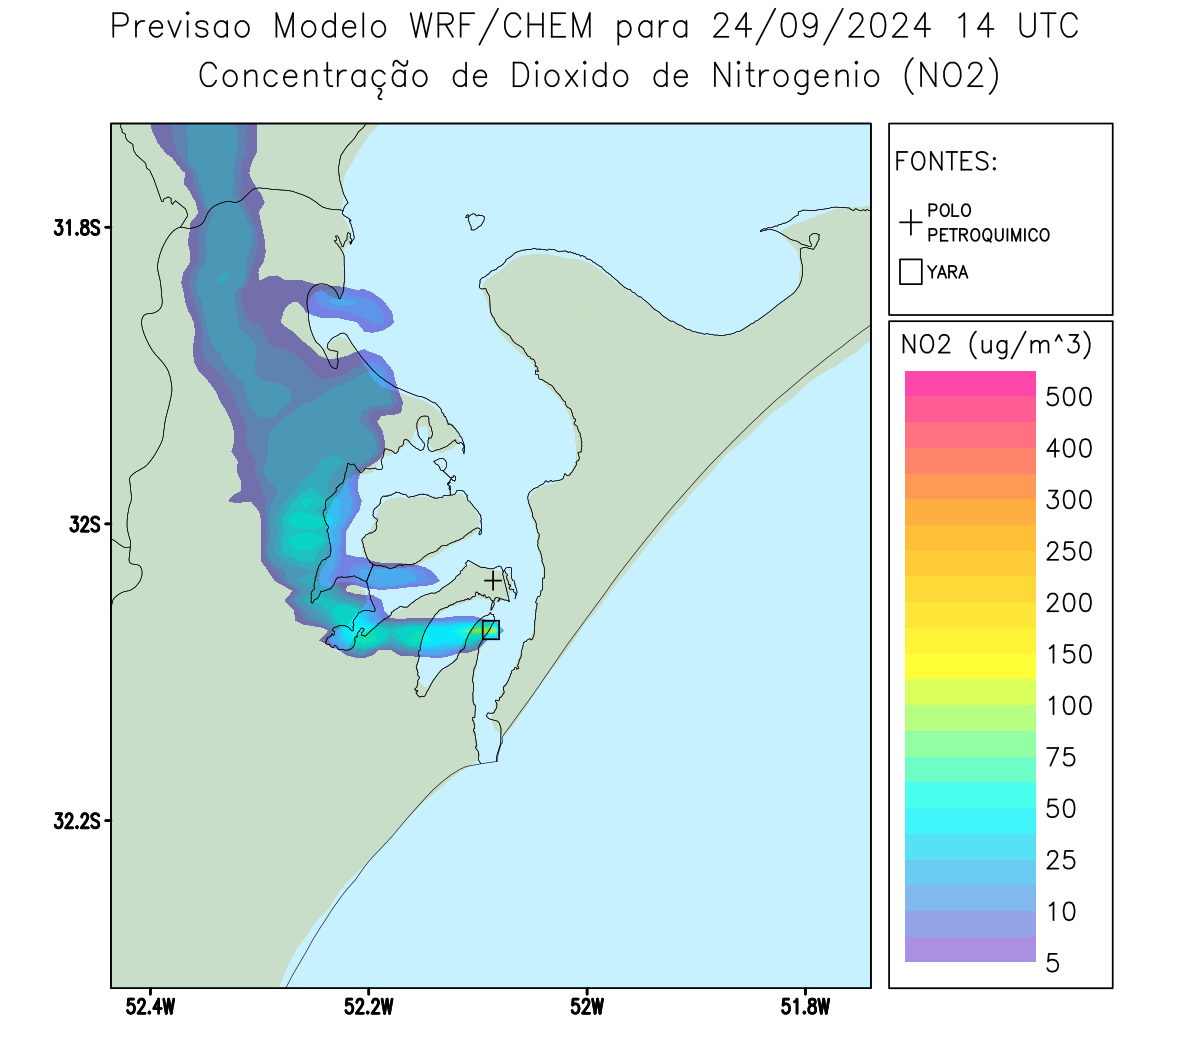 Previsao Modelo WRF/CHEM para 24/09/2024 14 UTC
Concentração de Dioxido de Nitrogenio (NO2)
FONTES:
POLO
PETROQUIMICO
YARA
NO2 (ug/m^3)
500
400
300
250
200
150
100
75
50
25
10
5
31.8S
32S
32.2S
52.4W
52.2W
52W
51.8W